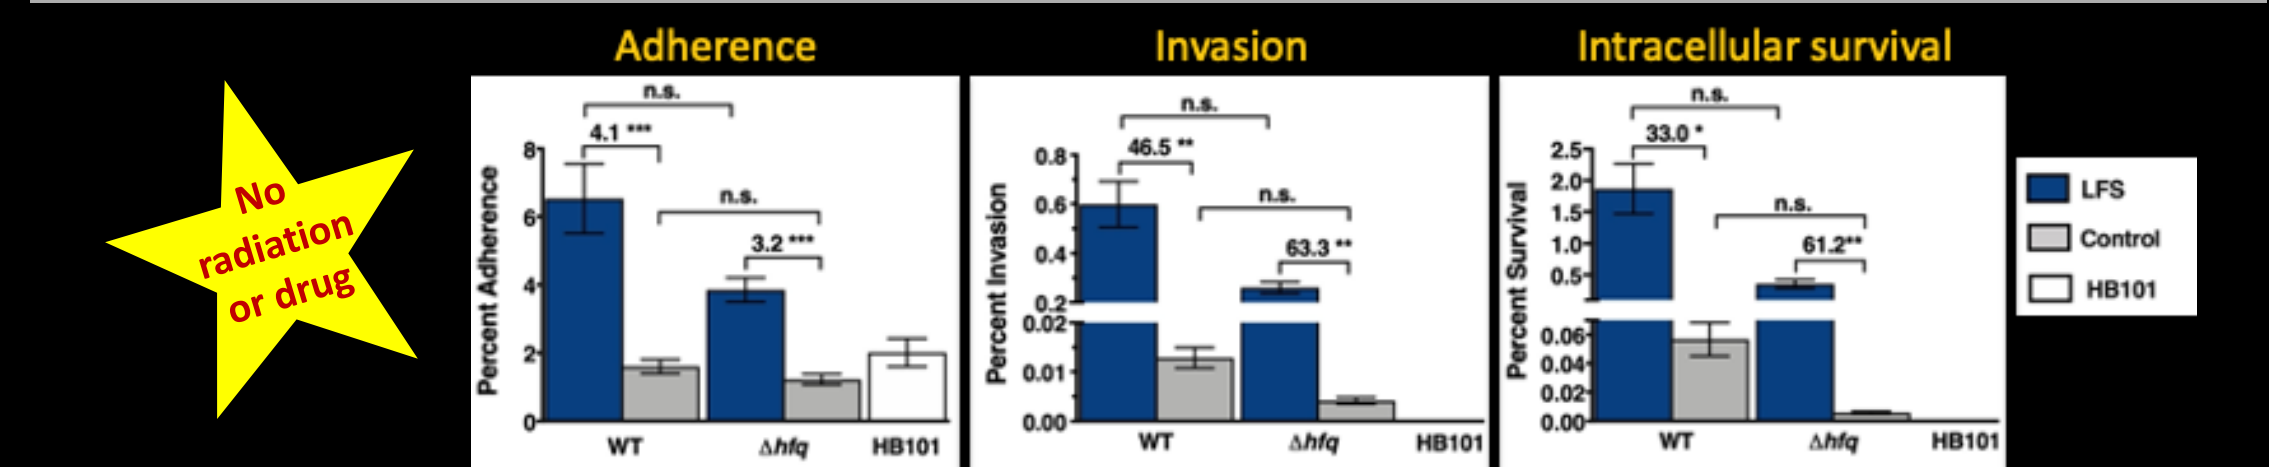 No
radiation
or drug
Adherence
n.s.
4.1 ***
n.s.
3.2 ***
Percent Adherence
8
6
4
2
0
WT
Δhfq
HB101
Invasion
n.s.
46.5 **
n.s.
63.3 **
Percent Invasion
0.8
0.6
0.4
0.2
0.02
0.01
0.00
WT
Δhfq
HB101
Intracellular survival
n.s.
33.0 *
n.s.
61.2**
Percent Survival
2.5
2.0
1.5
1.0
0.5
0.06
0.04
0.02
0.00
WT
Δhfq
HB101
LFS
Control
HB101